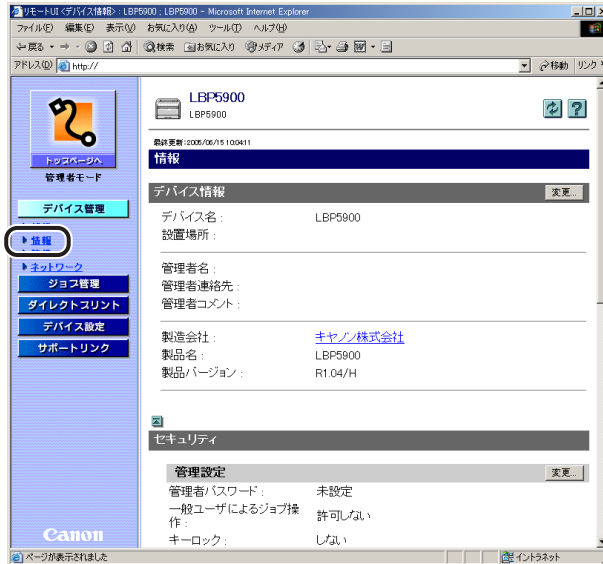 リモートUI <デバイス情報> : LBP5900 ; LBP5900 - Microsoft Internet Explorer
ファイル(F) 編集(E) 表示(V) お気に入り(A) ツール(T) ヘルプ(H)
戻る 検索 お気に入り メディア
アドレス(D) http:// 移動 リンク
LBP5900
LBP5900
トップページへ
管理者モード
最終更新:2005/06/15 10:04:11
情報
デバイス管理
情報
ネットワーク
ジョブ管理
ダイレクトプリント
デバイス設定
サポートリンク
Canon
デバイス情報 変更...
デバイス名 : LBP5900
設置場所 :
管理者名 :
管理者連絡先 :
管理者コメント :
製造会社 : キヤノン株式会社
製品名 : LBP5900
製品バージョン : R1.04/H
セキュリティ
管理設定 変更...
管理者パスワード : 未設定
一般ユーザによるジョブ操
作 : 許可しない
キーロック : しない
ページが表示されました イントラネット